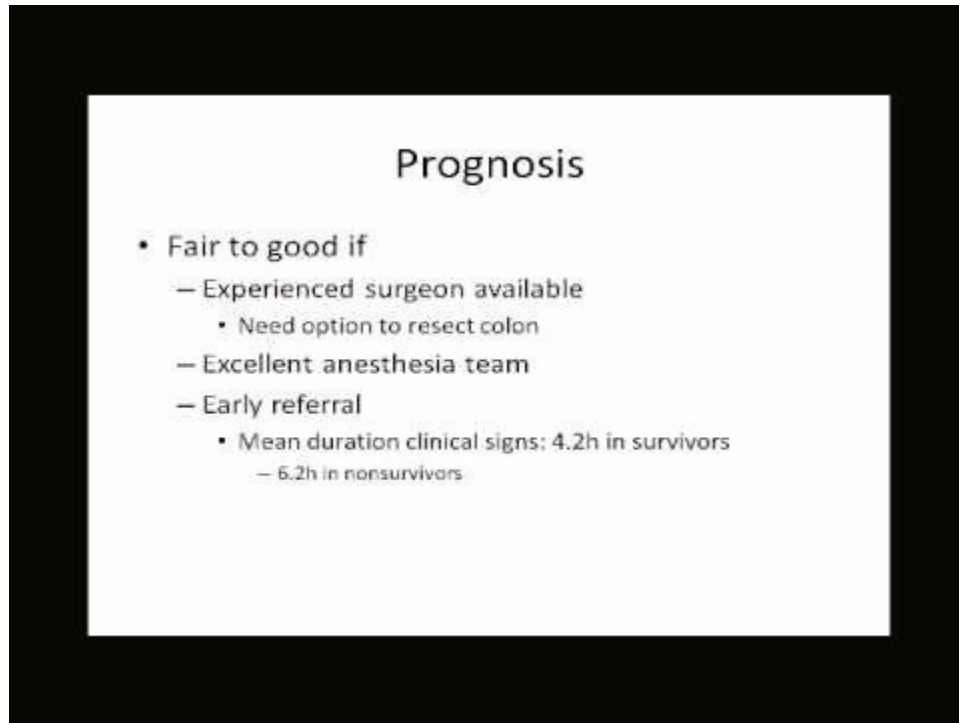 Prognosis
• Fair to good if
– Experienced surgeon available
• Need option to resect colon
– Excellent anesthesia team
– Early referral
• Mean duration clinical signs: 4.2h in survivors
– 6.2h in nonsurvivors